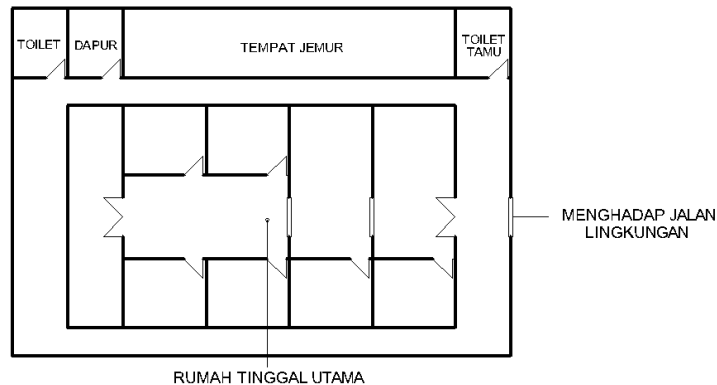 TOILET
DAPUR
TEMPAT JEMUR
TOILET
TAMU
MENGHADAP JALAN
LINGKUNGAN
RUMAH TINGGAL UTAMA